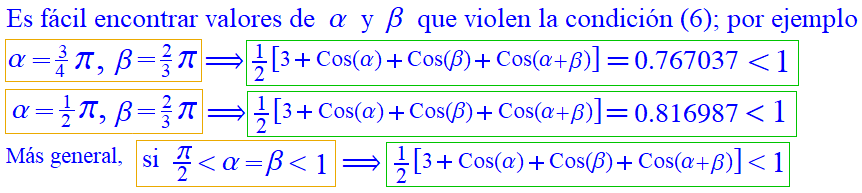 Es fácil encontrar valores de α y β que violen la condición (6); por ejemplo
α = 3/4 π, β = 2/3 π ⟹ 1/2 [3 + Cos(α) + Cos(β) + Cos(α+β)] = 0.767037 < 1
α = 1/2 π, β = 2/3 π ⟹ 1/2 [3 + Cos(α) + Cos(β) + Cos(α+β)] = 0.816987 < 1
Más general, si π/2 < α = β < 1 ⟹ 1/2 [3 + Cos(α) + Cos(β) + Cos(α+β)] < 1